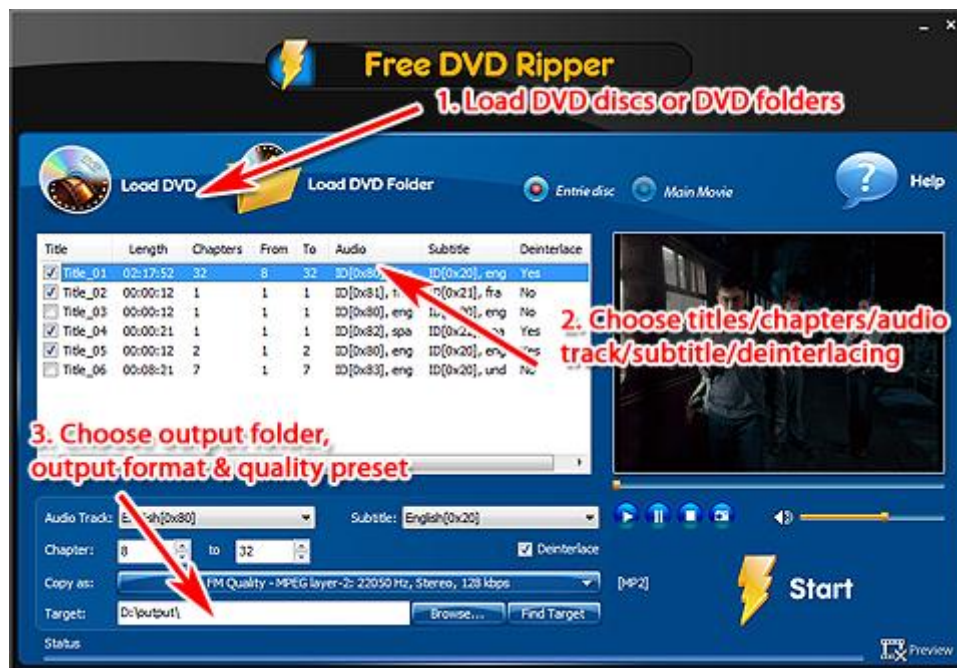 Free DVD Ripper
1. Load DVD discs or DVD folders
Load DVD
Load DVD Folder
Entrie disc
Main Movie
Help
Title Length Chapters From To Audio Subtitle Deinterlace
Title_01 02:17:52 32 8 32 ID[0x80], ID[0x20], eng Yes
Title_02 00:00:12 1 1 1 ID[0x81], ID[0x21], fra No
Title_03 00:00:12 1 1 1 ID[0x80], eng eng No
Title_04 00:00:21 1 1 1 ID[0x82], spa Yes
Title_05 00:00:12 2 1 2 ID[0x80], eng ID[0x20], eng Yes
Title_06 00:08:21 7 1 7 ID[0x83], eng ID[0x20], und No
2. Choose titles/chapters/audio
track/subtitle/deinterlacing
3. Choose output folder,
output format & quality preset
Audio Track: English[0x80] Subtitle: English[0x20]
Chapter: 8 to 32 Deinterlace
Copy as: FM Quality - MPEG layer-2: 22050 Hz, Stereo, 128 kbps [MP2]
Target: D:\output\ Browse... Find Target
Start
Status
Preview